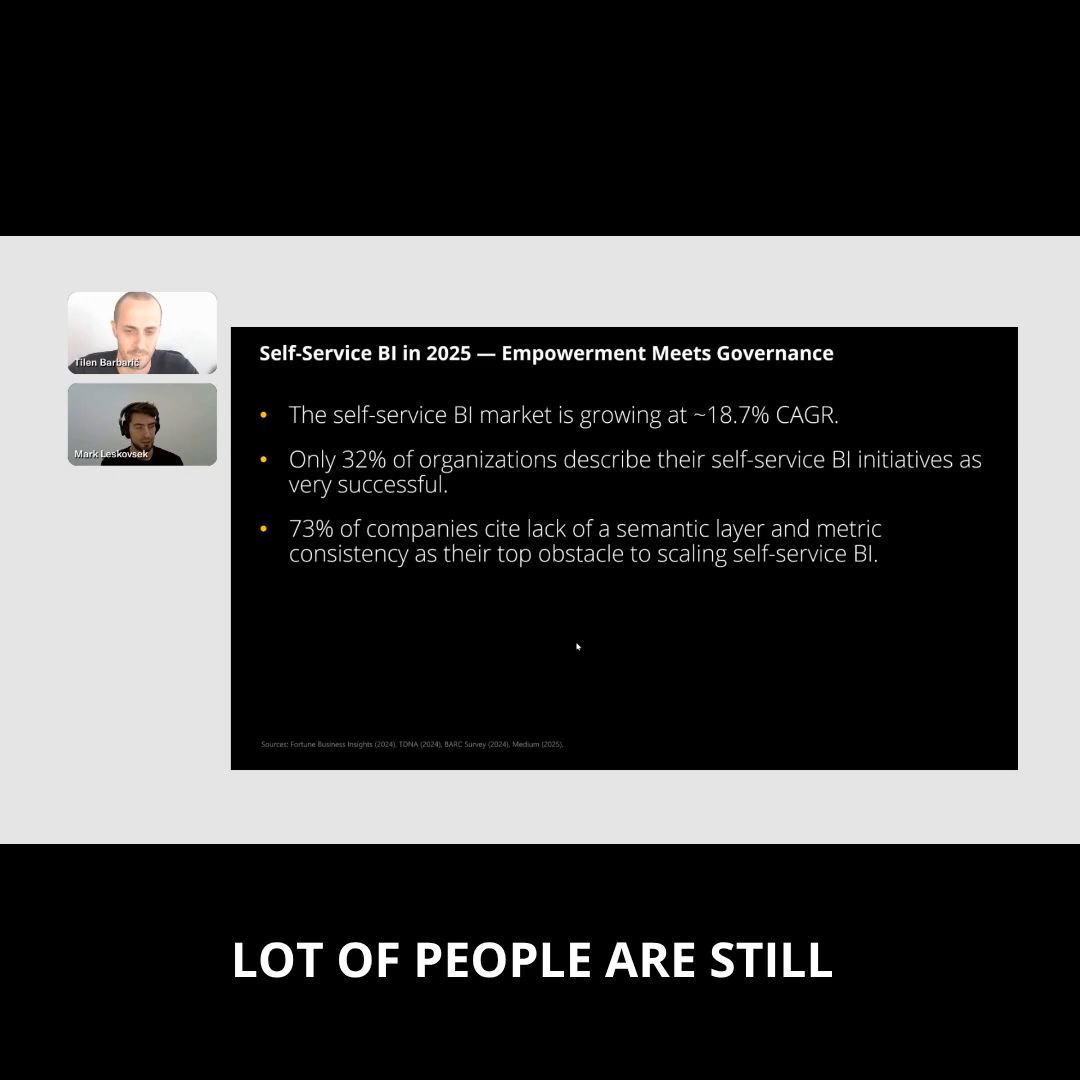 Tilen Barbarič
Mark Leskovsek
Self-Service BI in 2025 — Empowerment Meets Governance
• The self-service BI market is growing at ~18.7% CAGR.
• Only 32% of organizations describe their self-service BI initiatives as
very successful.
• 73% of companies cite lack of a semantic layer and metric
consistency as their top obstacle to scaling self-service BI.
Sources: Fortune Business Insights (2024), TDNA (2024), BARC Survey (2024), Medium (2025),
LOT OF PEOPLE ARE STILL